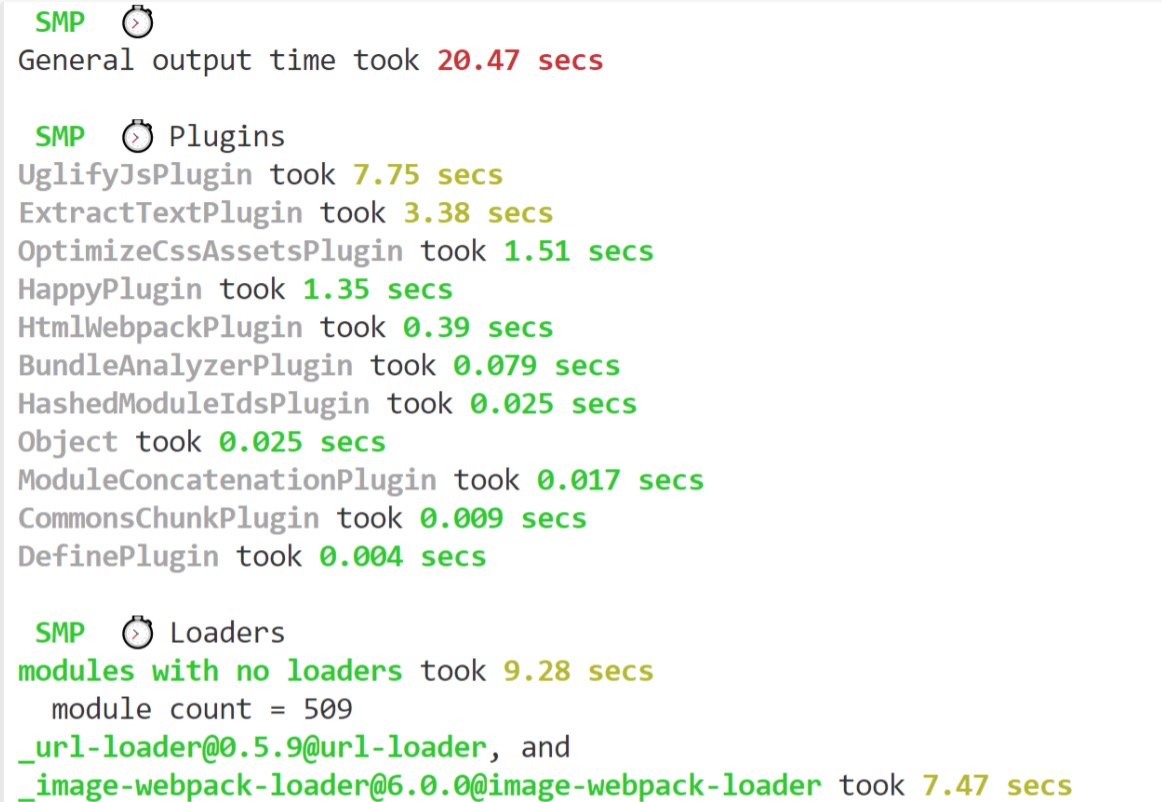 SMP ⏱
General output time took 20.47 secs
SMP ⏱ Plugins
UglifyJsPlugin took 7.75 secs
ExtractTextPlugin took 3.38 secs
OptimizeCssAssetsPlugin took 1.51 secs
HappyPlugin took 1.35 secs
HtmlWebpackPlugin took 0.39 secs
BundleAnalyzerPlugin took 0.079 secs
HashedModuleIdsPlugin took 0.025 secs
Object took 0.025 secs
ModuleConcatenationPlugin took 0.017 secs
CommonsChunkPlugin took 0.009 secs
DefinePlugin took 0.004 secs
SMP ⏱ Loaders
modules with no loaders took 9.28 secs
module count = 509
_url-loader@0.5.9@url-loader, and
_image-webpack-loader@6.0.0@image-webpack-loader took 7.47 secs